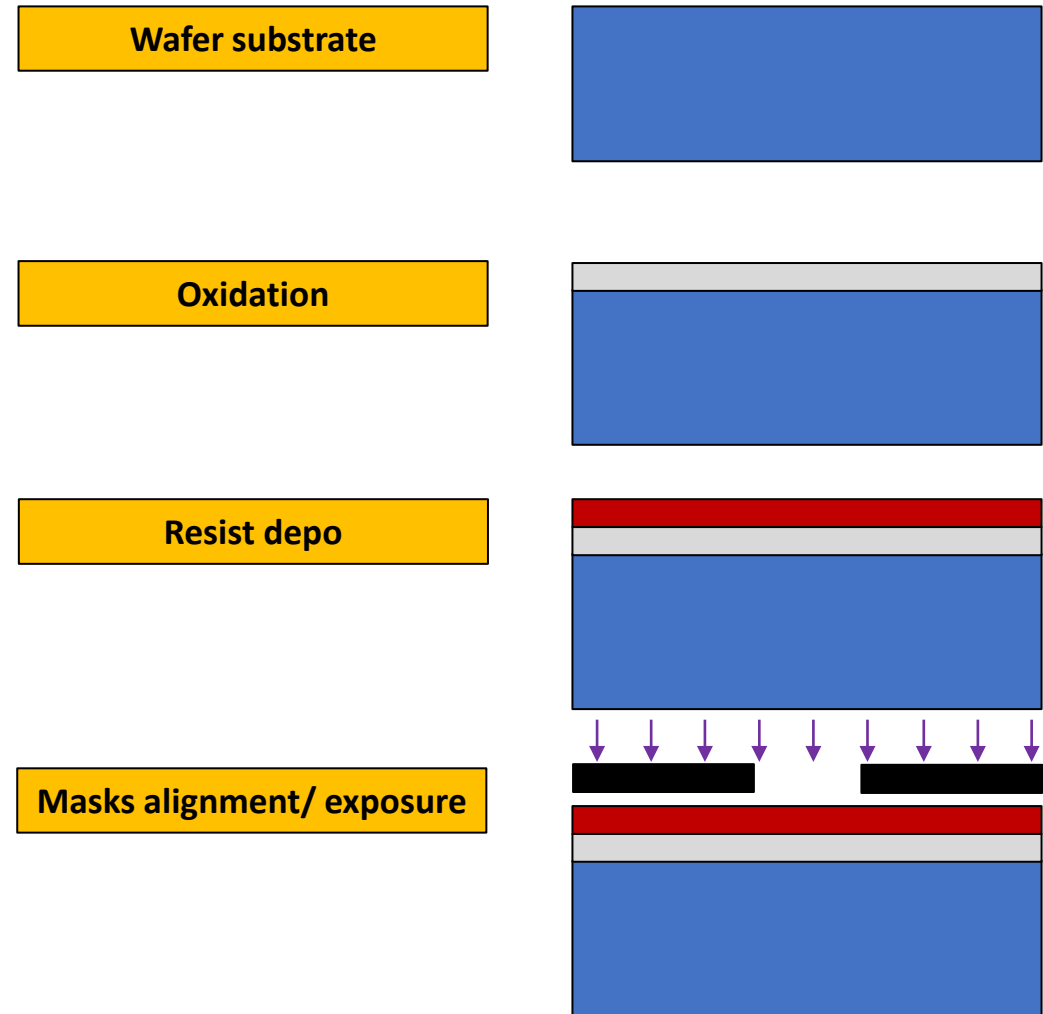 Wafer substrate
Oxidation
Resist depo
Masks alignment/ exposure